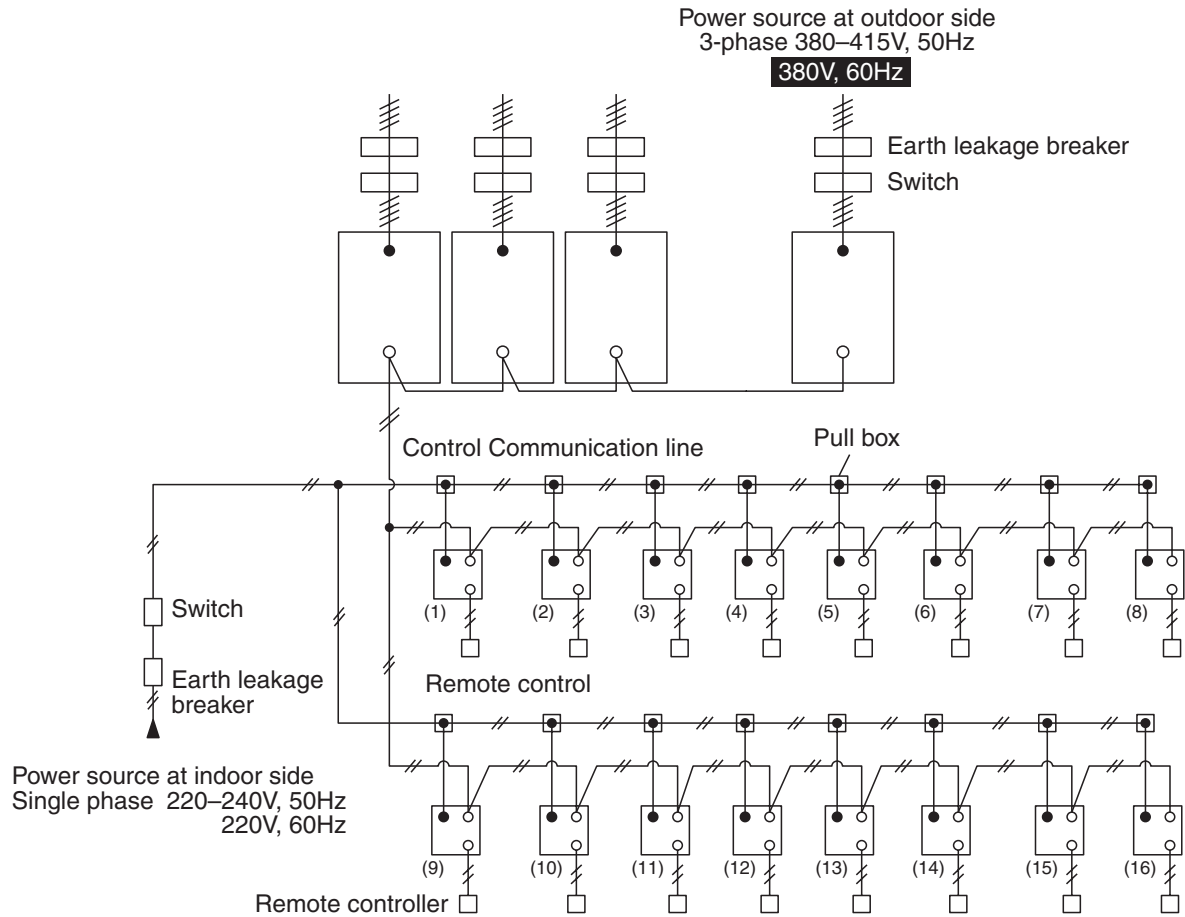 Power source at outdoor side
3-phase 380–415V, 50Hz
380V, 60Hz
Earth leakage breaker
Switch
Control Communication line
Pull box
(1)
(2)
(3)
(4)
(5)
(6)
(7)
(8)
Switch
Earth leakage
breaker
Remote control
Power source at indoor side
Single phase 220–240V, 50Hz
220V, 60Hz
(9)
(10)
(11)
(12)
(13)
(14)
(15)
(16)
Remote controller